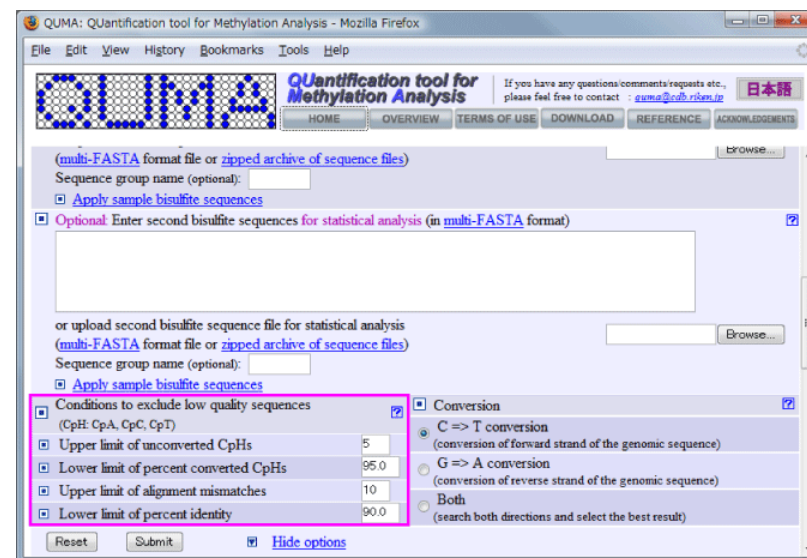 QUMA: QUantification tool for Methylation Analysis - Mozilla Firefox
File Edit View History Bookmarks Tools Help
QUMA
QUantification tool for
Methylation Analysis
If you have any questions/comments/requests etc.,
please feel free to contact : quma@cdb.riken.jp
日本語
HOME OVERVIEW TERMS OF USE DOWNLOAD REFERENCE ACKNOWLEDGEMENTS
(multi-FASTA format file or zipped archive of sequence files)
Browse...
Sequence group name (optional):
Apply sample bisulfite sequences
Optional: Enter second bisulfite sequences for statistical analysis (in multi-FASTA format) ?
or upload second bisulfite sequence file for statistical analysis
(multi-FASTA format file or zipped archive of sequence files)
Browse...
Sequence group name (optional):
Apply sample bisulfite sequences
Conditions to exclude low quality sequences ?
(CpH: CpA, CpC, CpT)
Upper limit of unconverted CpHs 5
Lower limit of percent converted CpHs 95.0
Upper limit of alignment mismatches 10
Lower limit of percent identity 90.0
Conversion ?
C => T conversion
(conversion of forward strand of the genomic sequence)
G => A conversion
(conversion of reverse strand of the genomic sequence)
Both
(search both directions and select the best result)
Reset Submit Hide options